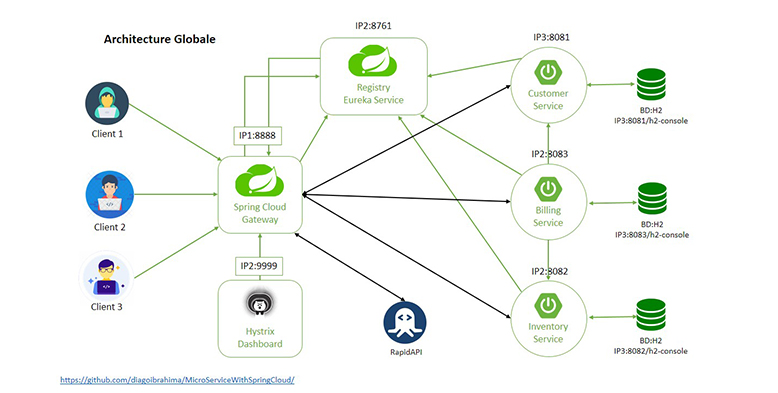 IP2:8761
Architecture Globale
IP3:8081
Registry
Eureka Service
Customer
Service
BD:H2
IP3:8081/h2-console
Client 1
IP1:8888
IP2:8083
Spring Cloud
Gateway
Client 2
Billing
Service
BD:H2
IP3:8083/h2-console
IP2:9999
IP2:8082
Client 3
Hystrix
Dashboard
RapidAPI
Inventory
Service
BD:H2
IP3:8082/h2-console
https://github.com/diagoibrahima/MicroServiceWithSpringCloud/